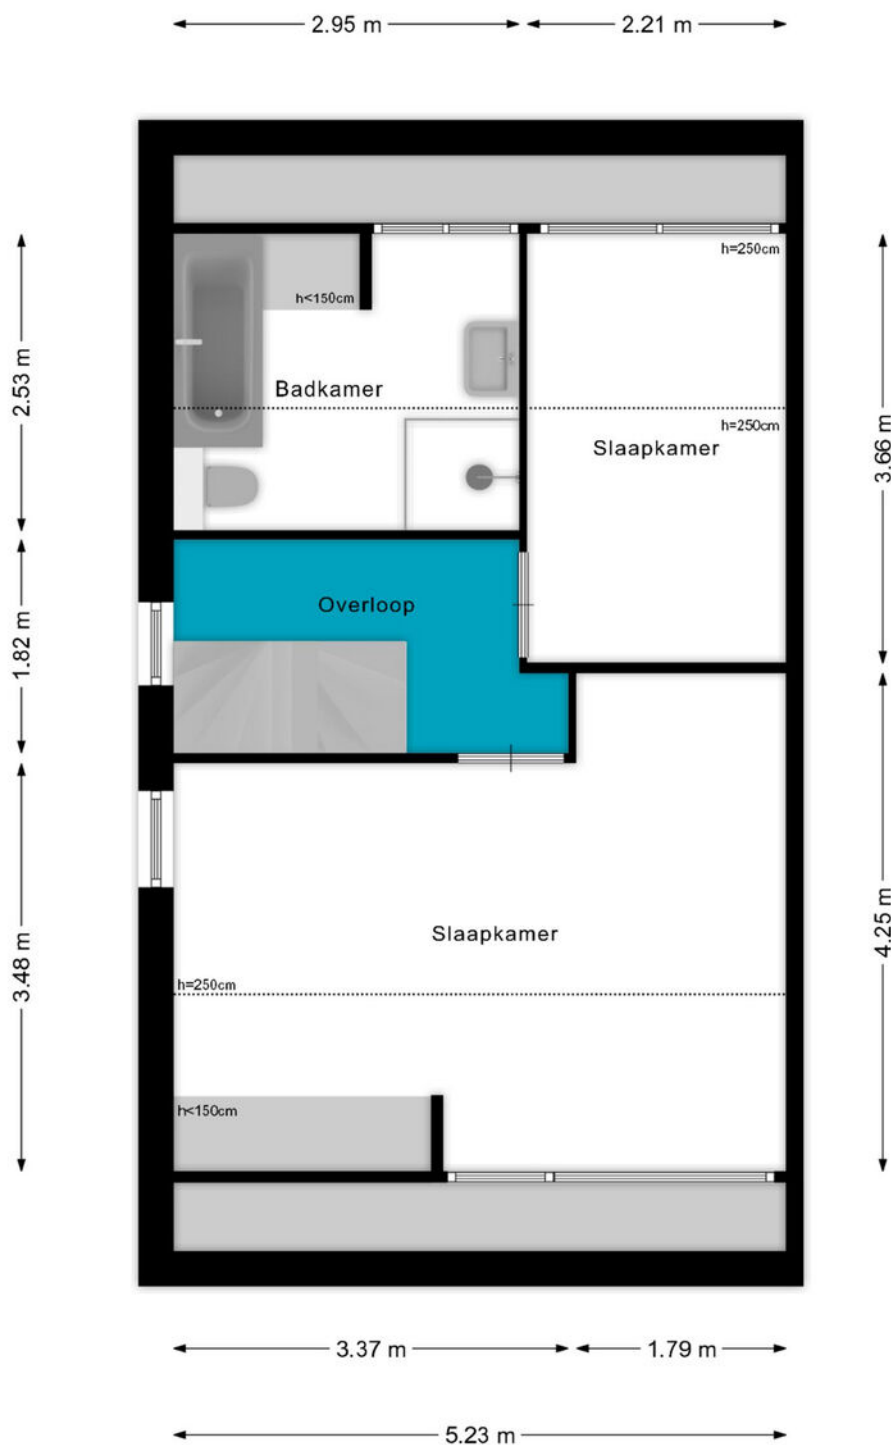 2.95 m
2.21 m
h=250cm
h<150cm
2.53 m
Badkamer
h=250cm
Slaapkamer
3.66 m
Overloop
1.82 m
Slaapkamer
4.25 m
3.48 m
h=250cm
h<150cm
3.37 m
1.79 m
5.23 m